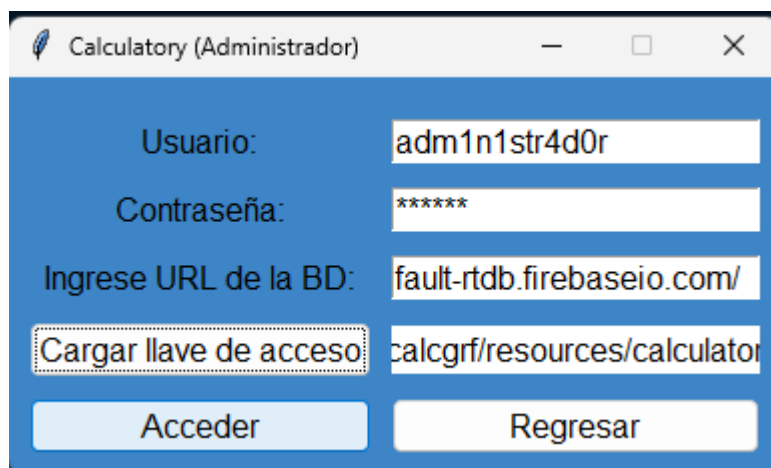 Calculatory (Administrador)
Usuario: adm1n1str4d0r
Contraseña: ******
Ingrese URL de la BD: fault-rtdb.firebaseio.com/
Cargar llave de acceso calcgrf/resources/calculator
Acceder Regresar